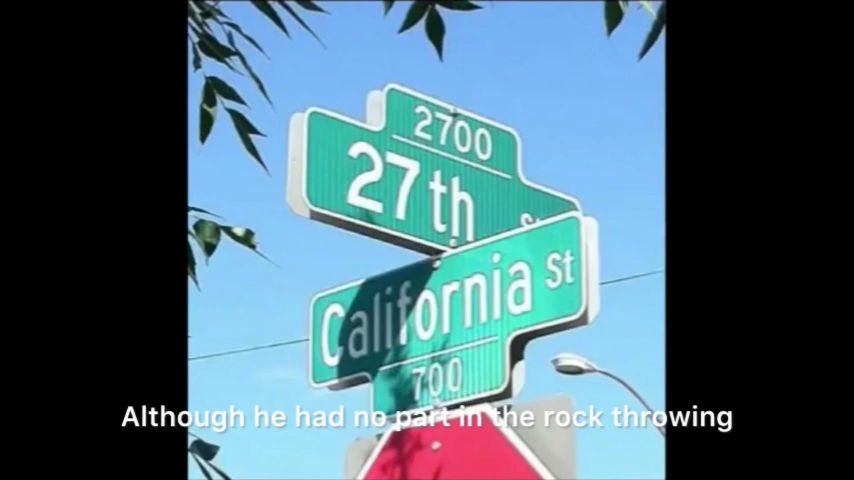 2700
27th St
California St
700
Although he had no part in the rock throwing